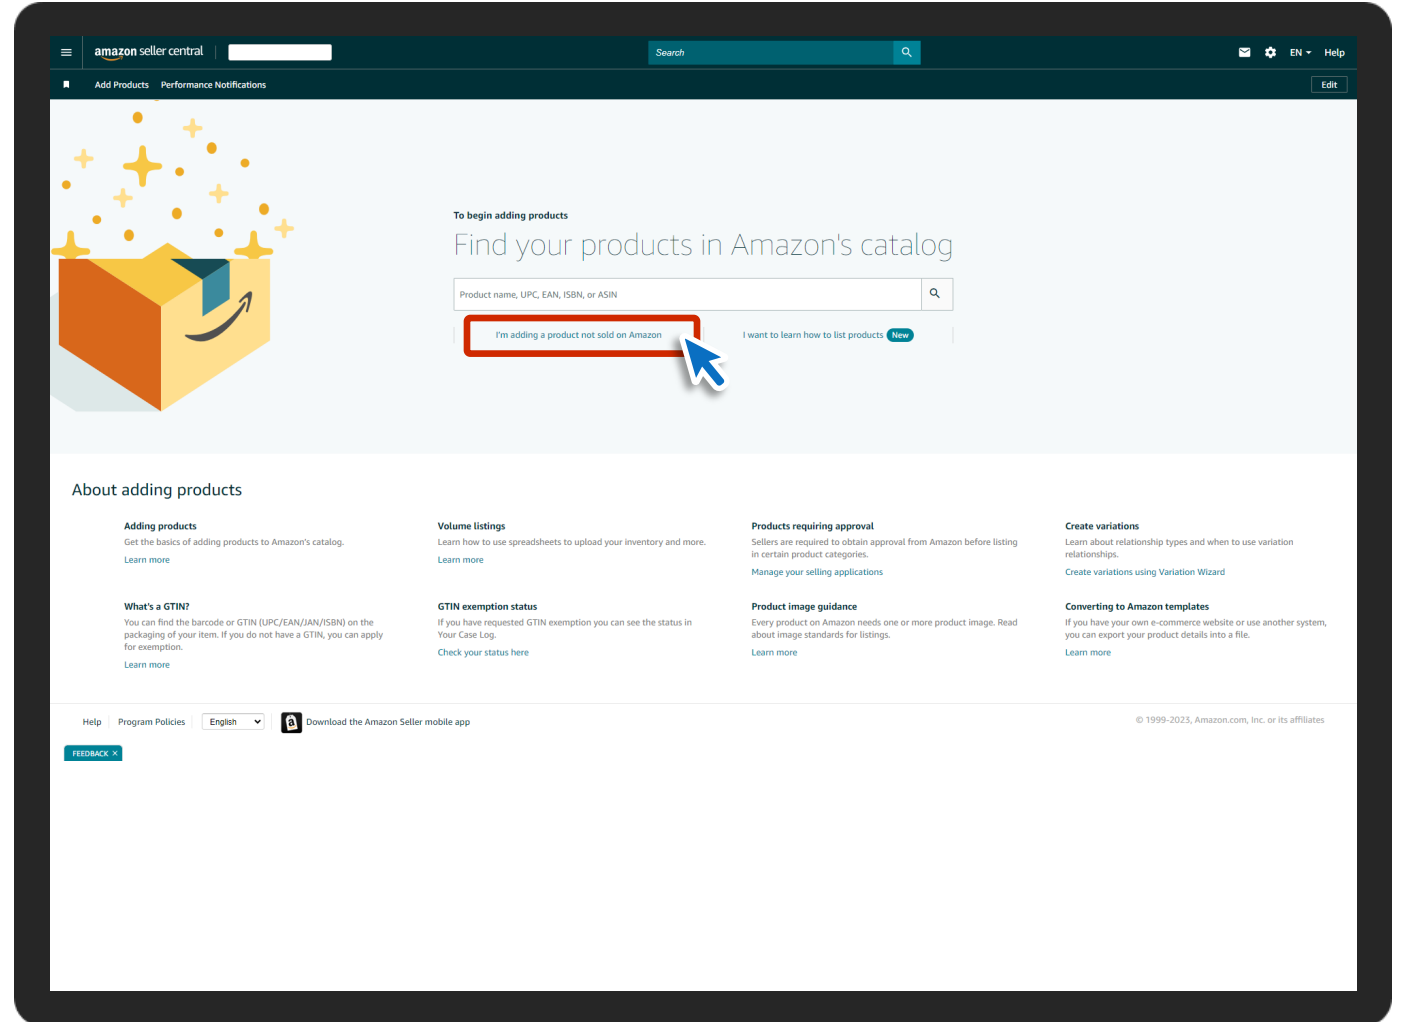 amazon seller central
Search
EN
Help
Add Products
Performance Notifications
Edit
To begin adding products
Find your products in Amazon's catalog
Product name, UPC, EAN, ISBN, or ASIN
I'm adding a product not sold on Amazon
I want to learn how to list products
New
About adding products
Adding products
Get the basics of adding products to Amazon's catalog.
Learn more
Volume listings
Learn how to use spreadsheets to upload your inventory and more.
Learn more
Products requiring approval
Sellers are required to obtain approval from Amazon before listing
in certain product categories.
Manage your selling applications
Create variations
Learn about relationship types and when to use variation
relationships.
Create variations using Variation Wizard
What's a GTIN?
You can find the barcode or GTIN (UPC/EAN/JAN/ISBN) on the
packaging of your item. If you do not have a GTIN, you can apply
for exemption.
Learn more
GTIN exemption status
If you have requested GTIN exemption you can see the status in
Your Case Log.
Check your status here
Product image guidance
Every product on Amazon needs one or more product image. Read
about image standards for listings.
Learn more
Converting to Amazon templates
If you have your own e-commerce website or use another system,
you can export your product details into a file.
Learn more
Help
Program Policies
English
Download the Amazon Seller mobile app
© 1999-2023, Amazon.com, Inc. or its affiliates
FEEDBACK ×